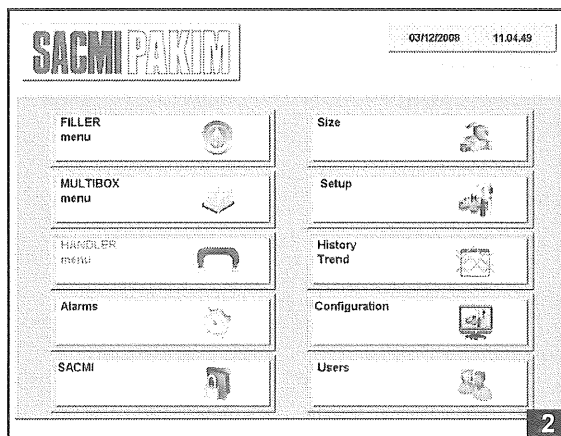 SACMI PAKIM
03/12/2008 11.04.49
FILLER
menu
Size
MULTIBOX
menu
Setup
HANDLER
menu
History
Trend
Alarms
Configuration
SACMI
Users
2